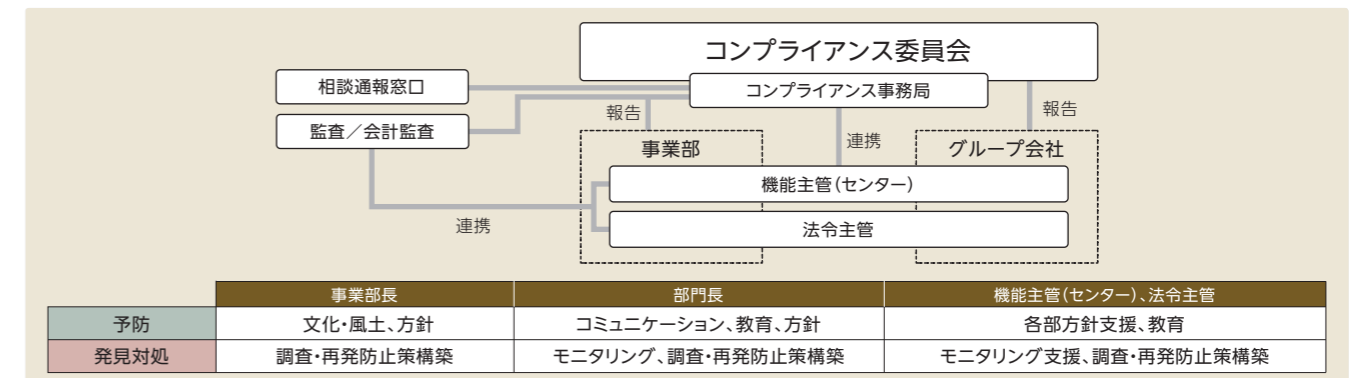 コンプライアンス委員会
コンプライアンス事務局
相談通報窓口
監査／会計監査
報告
報告
事業部
連携
グループ会社
機能主管（センター）
連携
法令主管
事業部長 部門長 機能主管（センター）、法令主管
予防 文化・風土、方針 コミュニケーション、教育、方針 各部方針支援、教育
発見対処 調査・再発防止策構築 モニタリング、調査・再発防止策構築 モニタリング支援、調査・再発防止策構築